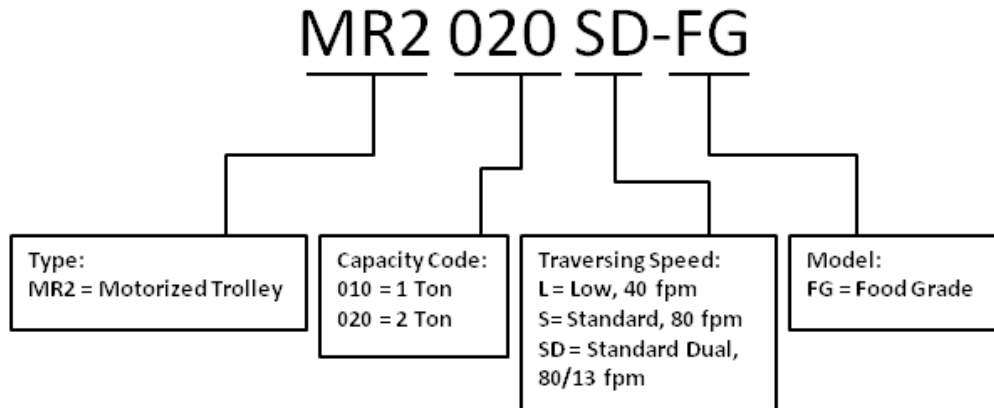 MR2 020 SD-FG
Type:
MR2 = Motorized Trolley
Capacity Code:
010 = 1 Ton
020 = 2 Ton
Traversing Speed:
L = Low, 40 fpm
S= Standard, 80 fpm
SD = Standard Dual,
80/13 fpm
Model:
FG = Food Grade